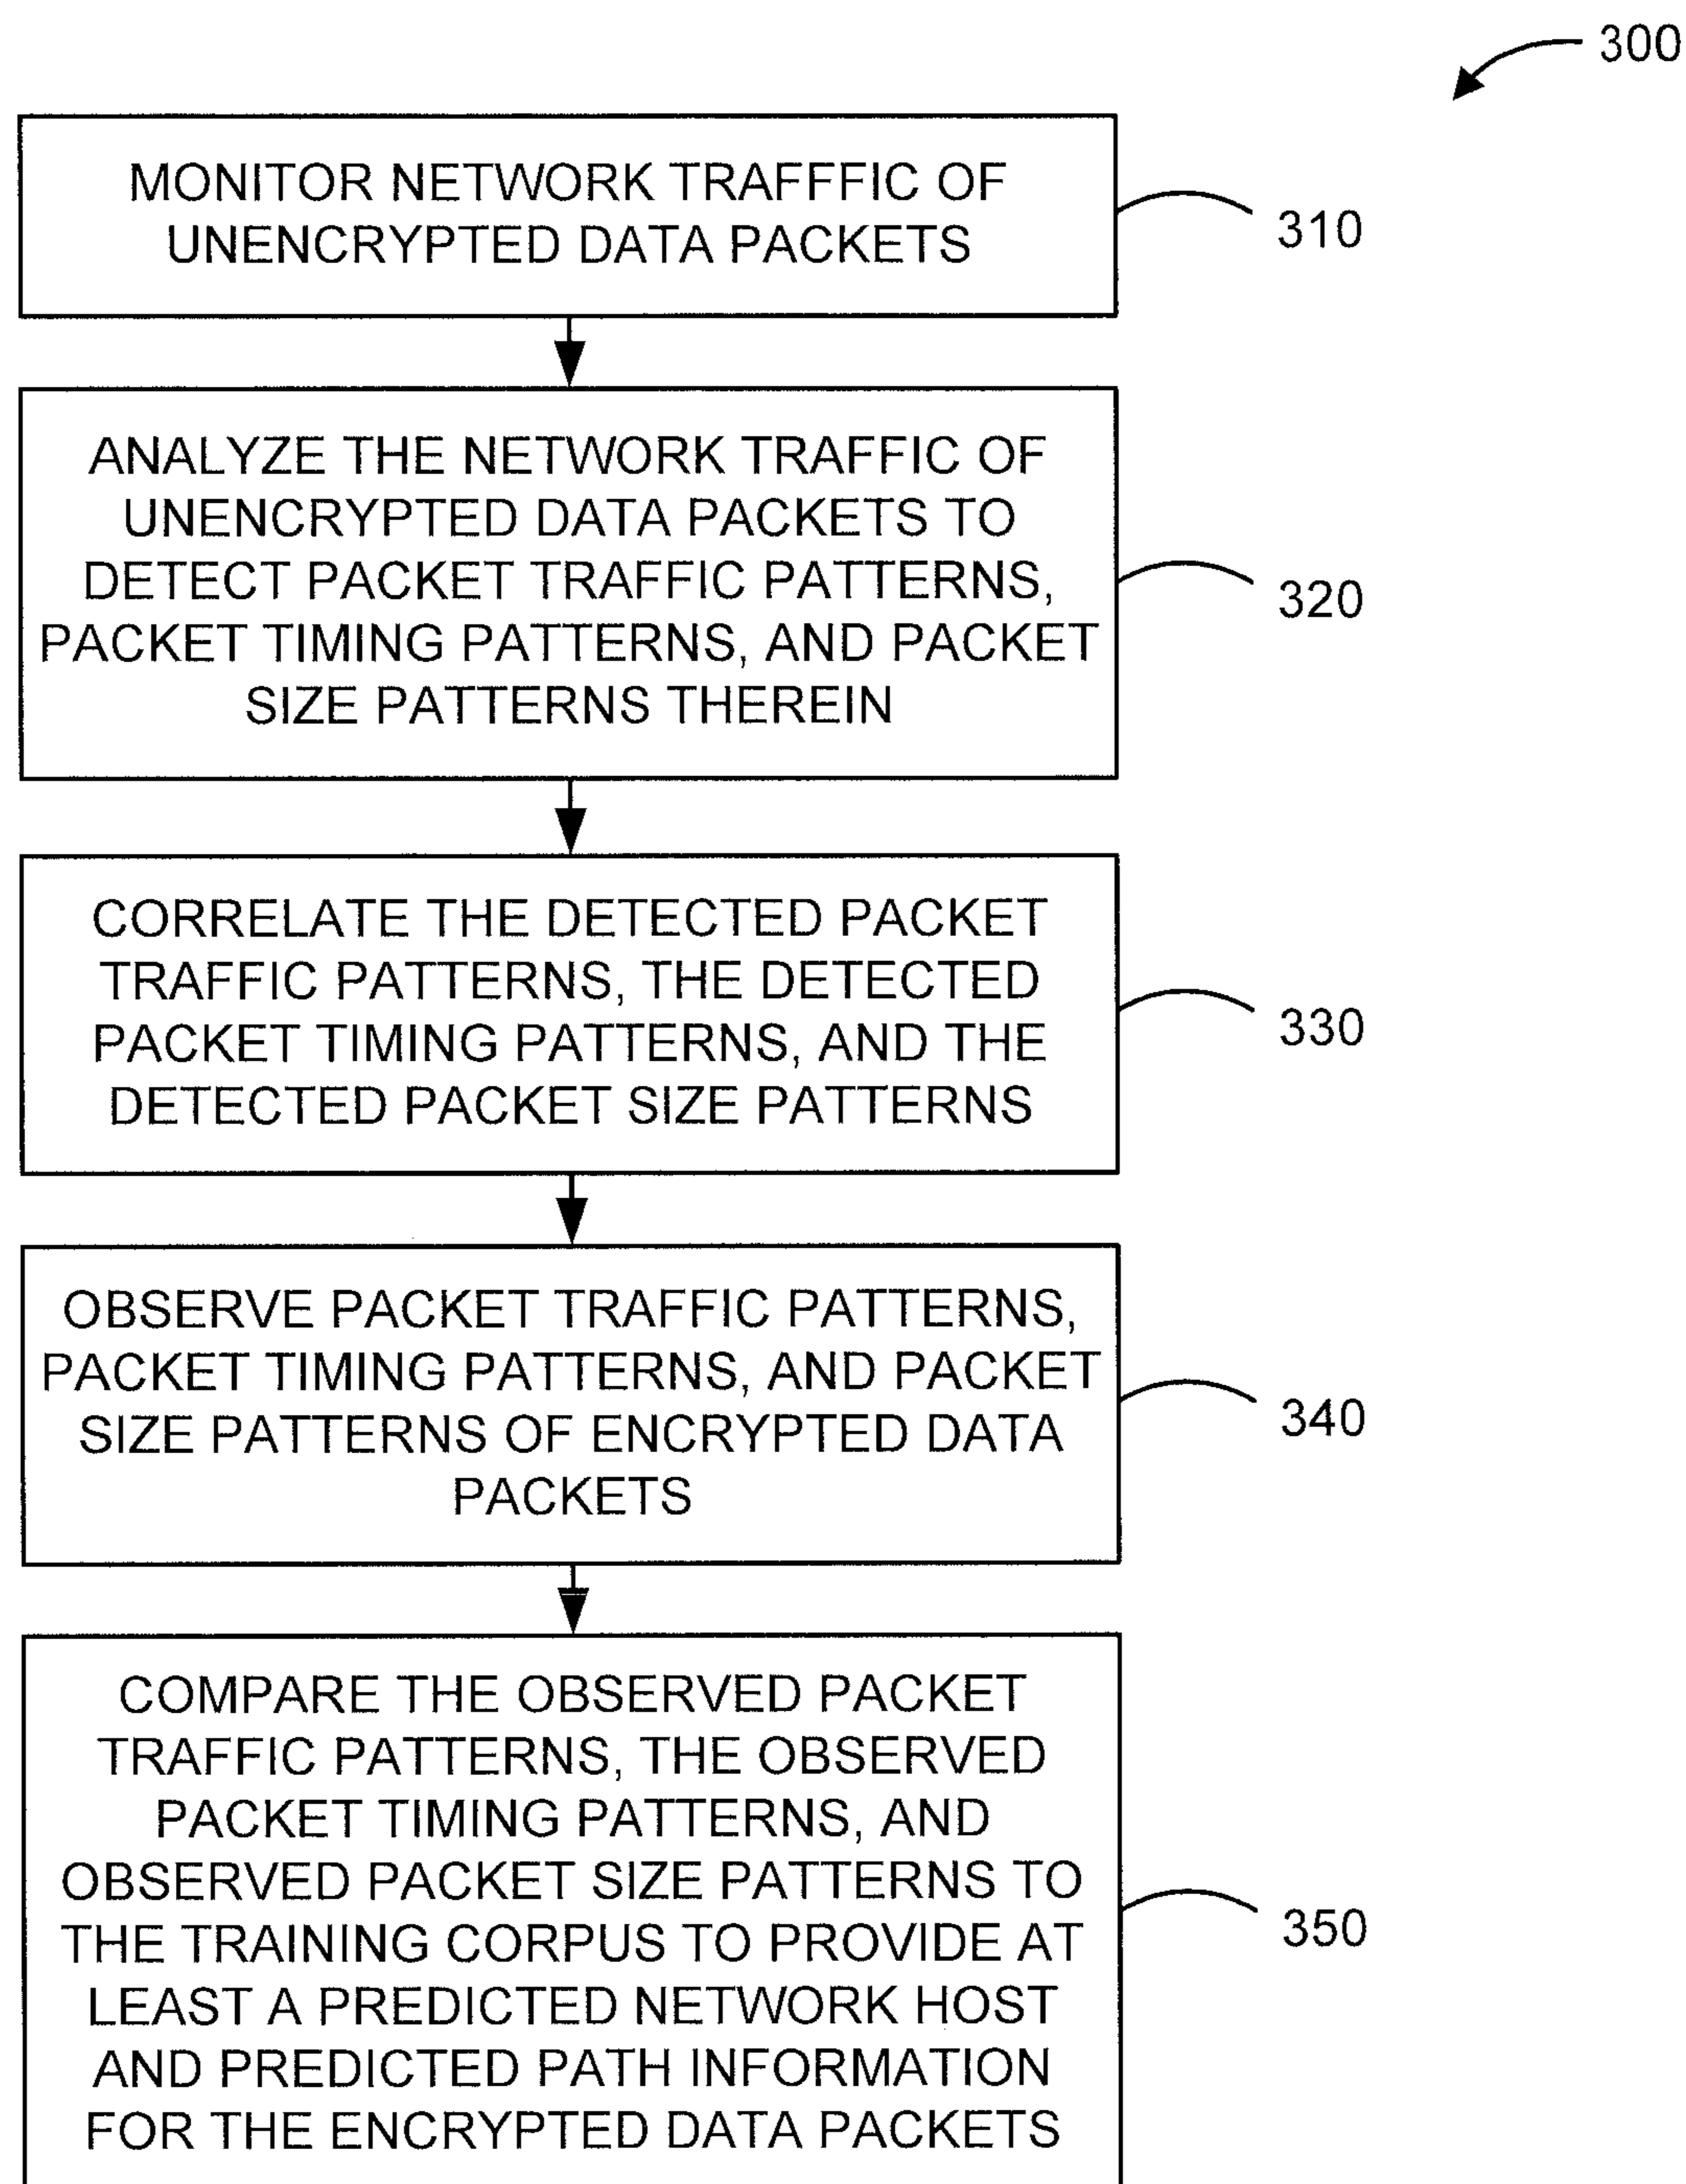 300
MONITOR NETWORK TRAFFFIC OF
UNENCRYPTED DATA PACKETS
310
ANALYZE THE NETWORK TRAFFIC OF
UNENCRYPTED DATA PACKETS TO
DETECT PACKET TRAFFIC PATTERNS,
PACKET TIMING PATTERNS, AND PACKET
SIZE PATTERNS THEREIN
320
CORRELATE THE DETECTED PACKET
TRAFFIC PATTERNS, THE DETECTED
PACKET TIMING PATTERNS, AND THE
DETECTED PACKET SIZE PATTERNS
330
OBSERVE PACKET TRAFFIC PATTERNS,
PACKET TIMING PATTERNS, AND PACKET
SIZE PATTERNS OF ENCRYPTED DATA
PACKETS
340
COMPARE THE OBSERVED PACKET
TRAFFIC PATTERNS, THE OBSERVED
PACKET TIMING PATTERNS, AND
OBSERVED PACKET SIZE PATTERNS TO
THE TRAINING CORPUS TO PROVIDE AT
LEAST A PREDICTED NETWORK HOST
AND PREDICTED PATH INFORMATION
FOR THE ENCRYPTED DATA PACKETS
350